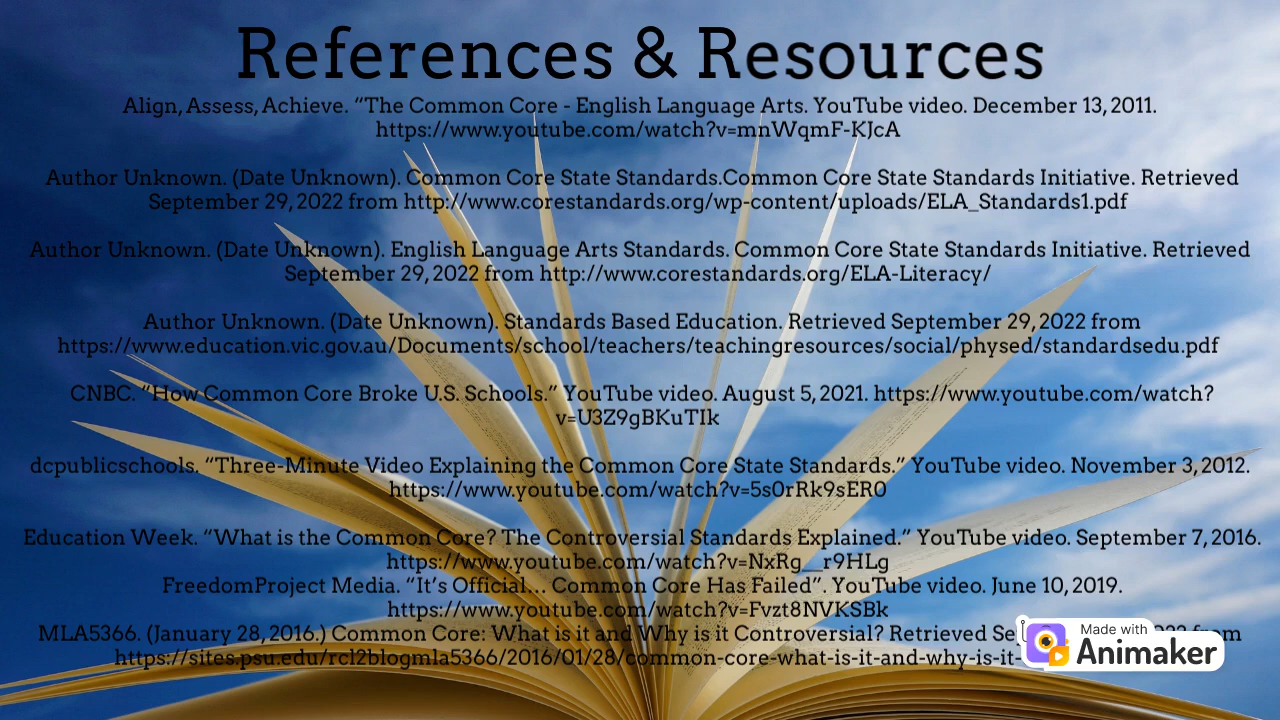 References & Resources
Align, Assess, Achieve. “The Common Core - English Language Arts. YouTube video. December 13, 2011.
https://www.youtube.com/watch?v=mnWqmF-KJcA
Author Unknown. (Date Unknown). Common Core State Standards.Common Core State Standards Initiative. Retrieved
September 29, 2022 from http://www.corestandards.org/wp-content/uploads/ELA_Standards1.pdf
Author Unknown. (Date Unknown). English Language Arts Standards. Common Core State Standards Initiative. Retrieved
September 29, 2022 from http://www.corestandards.org/ELA-Literacy/
Author Unknown. (Date Unknown). Standards Based Education. Retrieved September 29, 2022 from
https://www.education.vic.gov.au/Documents/school/teachers/teachingresources/social/physed/standardsedu.pdf
CNBC. “How Common Core Broke U.S. Schools.” YouTube video. August 5, 2021. https://www.youtube.com/watch?
v=U3Z9gBKuTIk
dcpublicschools. “Three-Minute Video Explaining the Common Core State Standards.” YouTube video. November 3, 2012.
https://www.youtube.com/watch?v=5s0rRk9sER0
Education Week. “What is the Common Core? The Controversial Standards Explained.” YouTube video. September 7, 2016.
https://www.youtube.com/watch?v=NxRg__r9HLg
FreedomProject Media. “It’s Official… Common Core Has Failed”. YouTube video. June 10, 2019.
https://www.youtube.com/watch?v=Fvzt8NVKSBk
MLA5366. (January 28, 2016.) Common Core: What is it and Why is it Controversial? Retrieved from
https://sites.psu.edu/rcl2blogmla5366/2016/01/28/common-core-what-is-it-and-why-is-it-
Made with
Animaker